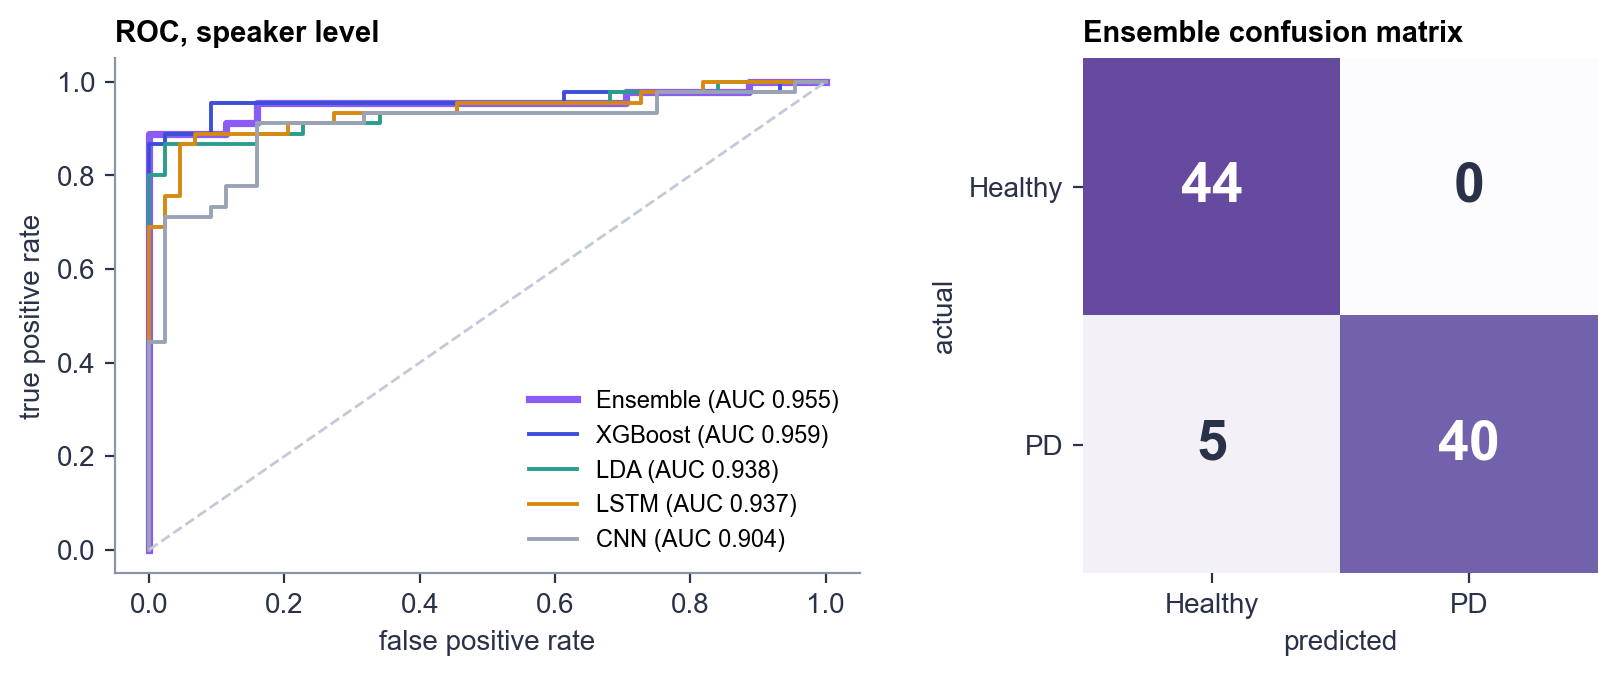 ROC, speaker level
1.0
0.8
0.6
0.4
0.2
0.0
true positive rate
Ensemble (AUC 0.955)
XGBoost (AUC 0.959)
LDA (AUC 0.938)
LSTM (AUC 0.937)
CNN (AUC 0.904)
0.0 0.2 0.4 0.6 0.8 1.0
false positive rate
Ensemble confusion matrix
actual
Healthy 44 0
PD 5 40
Healthy PD
predicted